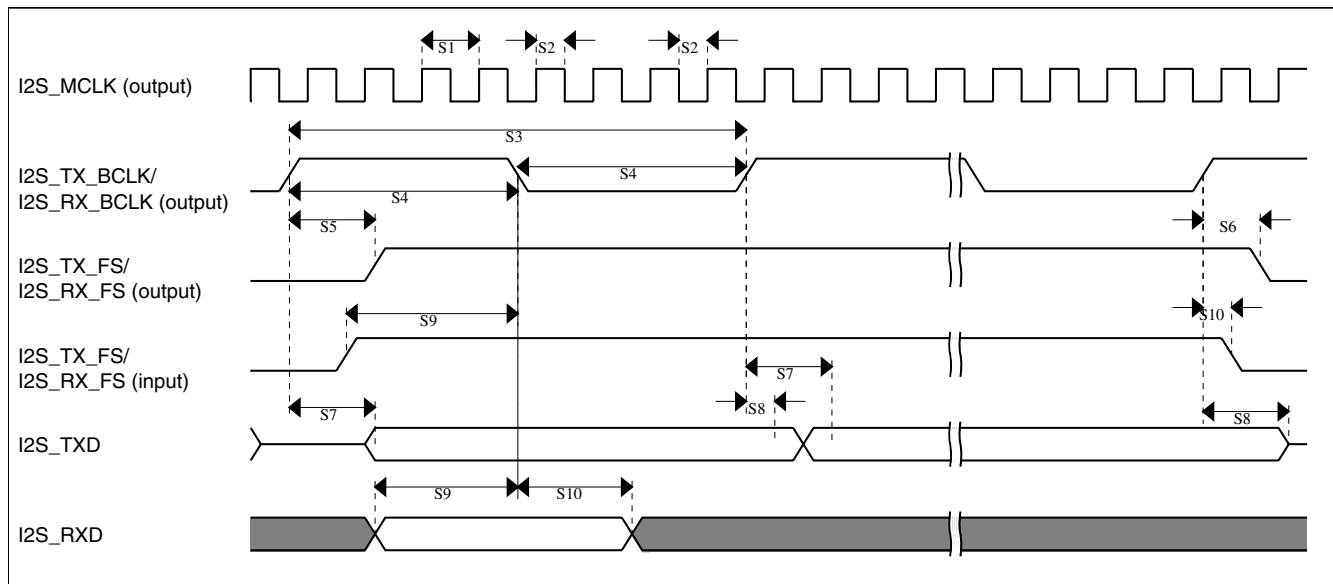 S1
S2
S2
I2S_MCLK (output)
S3
I2S_TX_BCLK/
I2S_RX_BCLK (output)
S4
S4
S5
S6
I2S_TX_FS/
I2S_RX_FS (output)
S9
S10
I2S_TX_FS/
I2S_RX_FS (input)
S7
S7
S8
S8
I2S_TXD
S9
S10
I2S_RXD